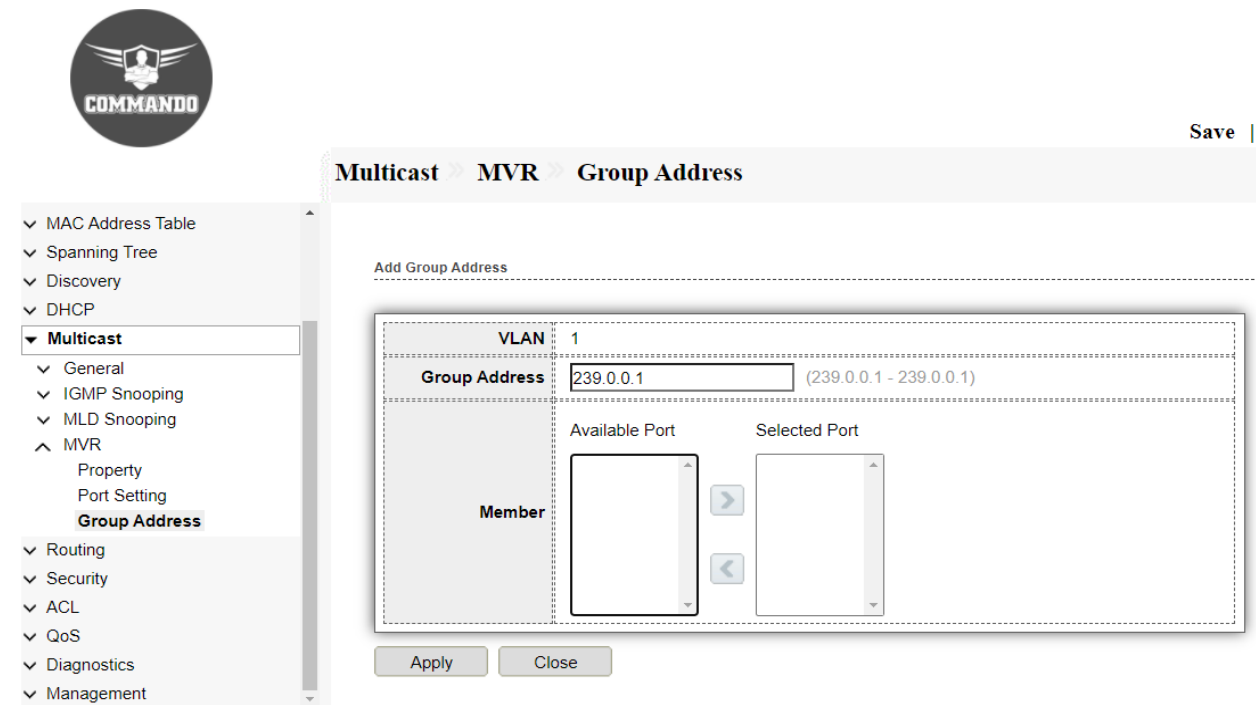 COMMANDO
Save |
Multicast » MVR » Group Address
MAC Address Table
Spanning Tree
Discovery
DHCP
Multicast
General
IGMP Snooping
MLD Snooping
MVR
Property
Port Setting
Group Address
Routing
Security
ACL
QoS
Diagnostics
Management
Add Group Address
VLAN 1
Group Address 239.0.0.1 (239.0.0.1 - 239.0.0.1)
Available Port Selected Port
Member
Apply Close